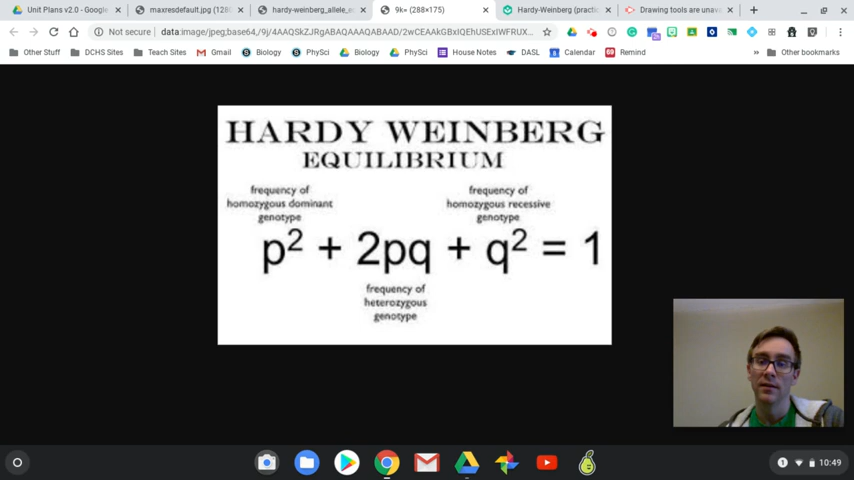 Unit Plans v2.0 - Google
maxresdefault.jpg (128
hardy-weinberg_allele_e
9k= (288×175)
Hardy-Weinberg (practic
Drawing tools are unava
Not secure
data:image/jpeg;base64,/9j/4AAQSkZJRgABAQAAAQABAAD/2wCEAAkGBxIQEhUSExIWFRUX...
Other Stuff
DCHS Sites
Teach Sites
Gmail
Biology
PhySci
Biology
PhySci
House Notes
DASL
Calendar
Remind
»
Other bookmarks
HARDY WEINBERG
EQUILIBRIUM
frequency of
homozygous dominant
genotype
frequency of
homozygous recessive
genotype
p² + 2pq + q² = 1
frequency of
heterozygous
genotype
1
10:49